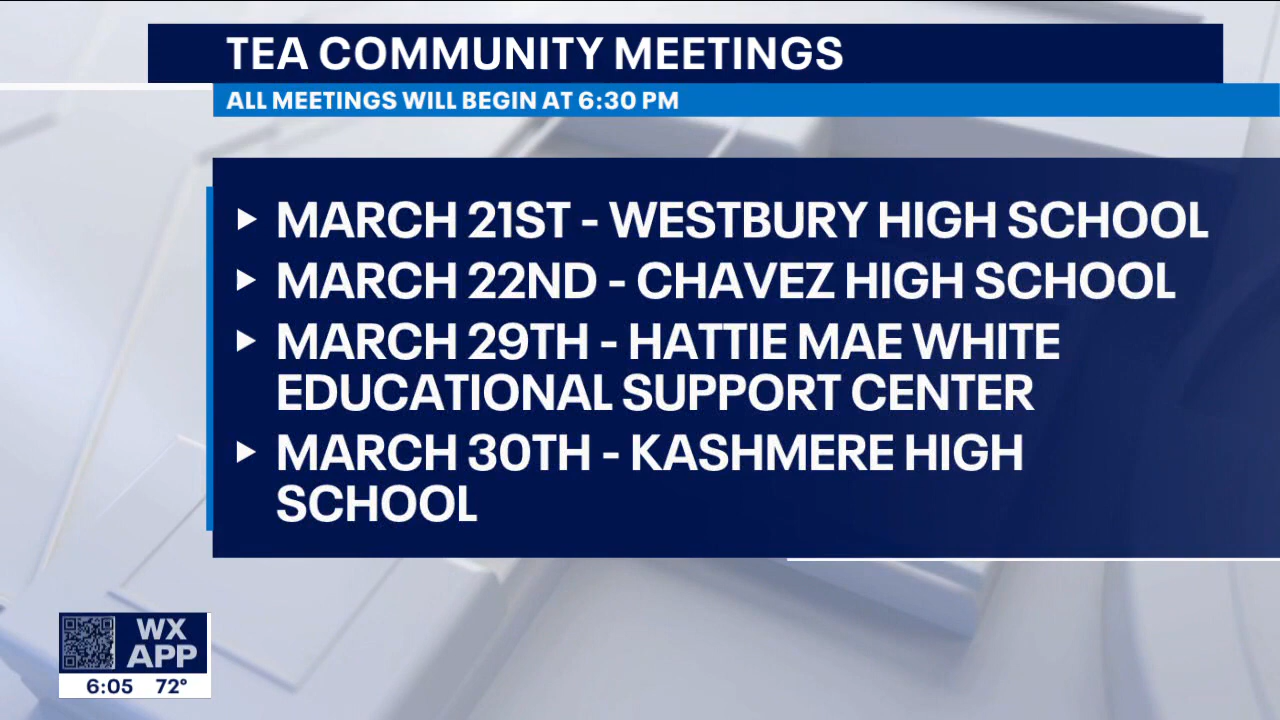 TEA COMMUNITY MEETINGS
ALL MEETINGS WILL BEGIN AT 6:30 PM
MARCH 21ST - WESTBURY HIGH SCHOOL
MARCH 22ND - CHAVEZ HIGH SCHOOL
MARCH 29TH - HATTIE MAE WHITE
EDUCATIONAL SUPPORT CENTER
MARCH 30TH - KASHMERE HIGH
SCHOOL
WX
APP
6:05 72°